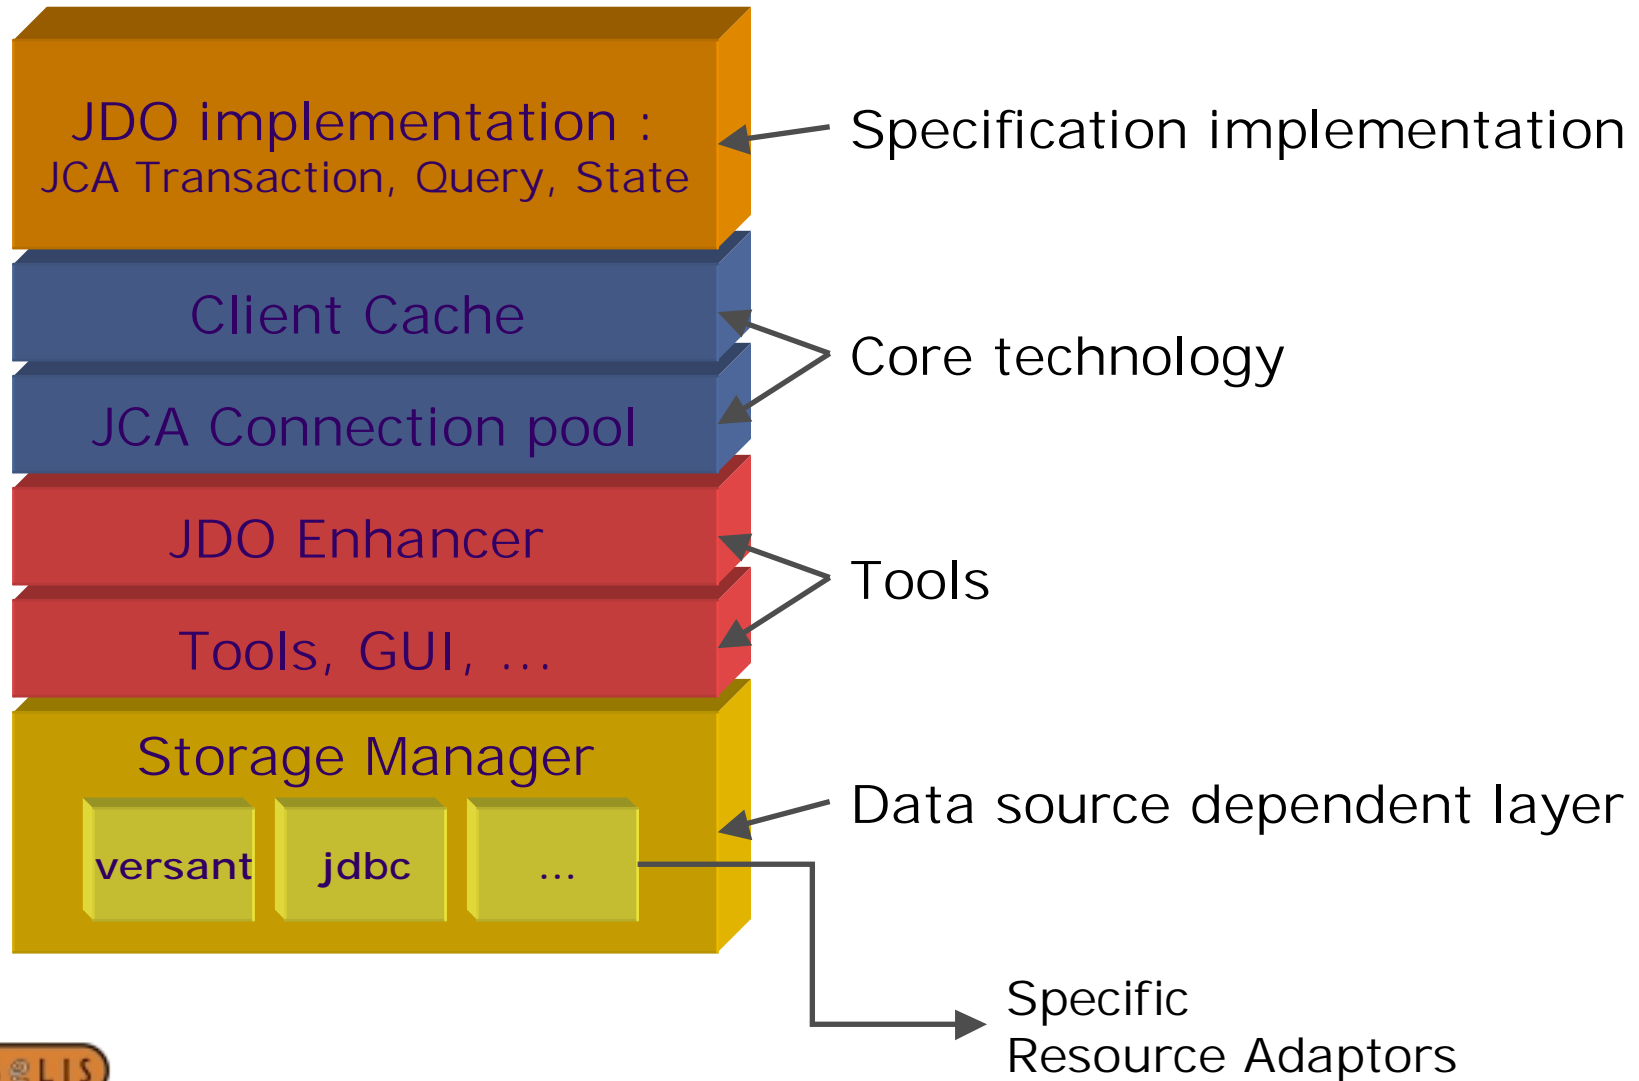 JDO implementation :
JCA Transaction, Query, State
Specification implementation
Client Cache
Core technology
JCA Connection pool
JDO Enhancer
Tools
Tools, GUI, ...
Storage Manager
Data source dependent layer
versant
jdbc
...
Specific
Resource Adaptors
LIS